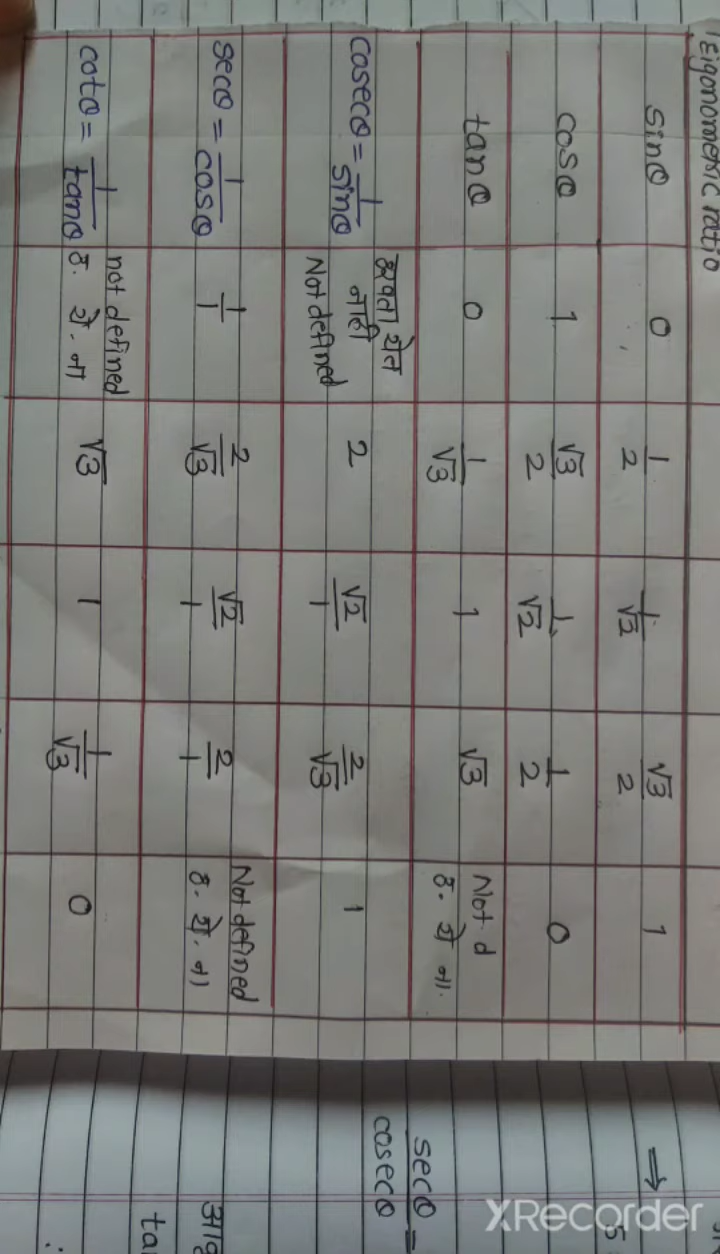 Trigonometric ratio
sinθ 0 1/2 1/√2 √3/2 1
cosθ 1 √3/2 1/√2 1/2 0
tanθ 0 1/√3 1 √3 Not d
ठ. ये ना.
cosecθ = 1/sinθ नाही Not defined 2 √2/1 2/√3 1
secθ = 1/cosθ 1/1 2/√3 √2/1 2/1 Not defined
ठ. ये. ना
cotθ = 1/tanθ not defined √3 1 1/√3 0
ठ. ये. ना
→
5
secθ/cosecθ =
XRecorder